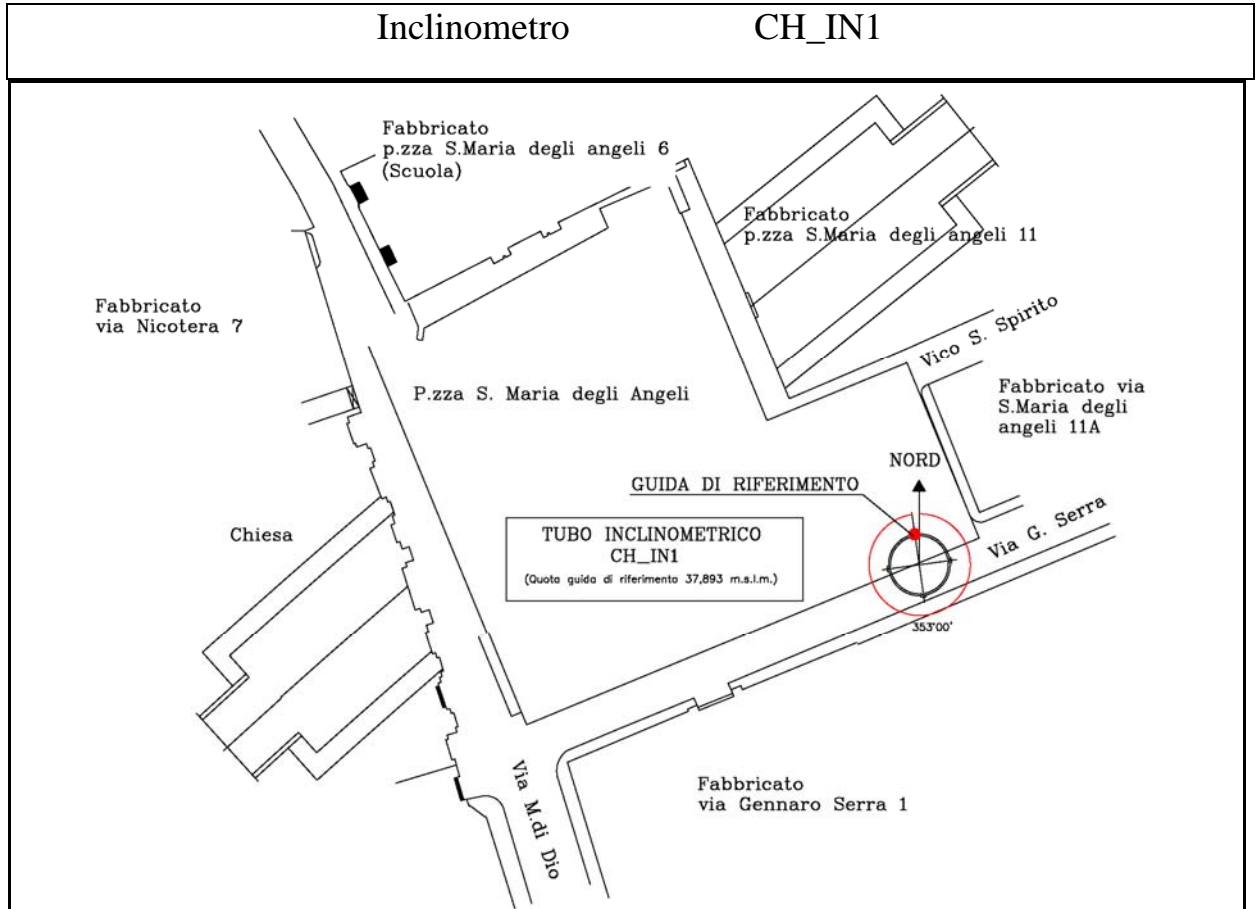 Inclinometro CH_IN1
Fabbricato
p.zza S.Maria degli angeli 6
(Scuola)
Fabbricato
p.zza S.Maria degli angeli 11
Fabbricato
via Nicotera 7
Vico S. Spirito
P.zza S. Maria degli Angeli
Fabbricato via
S.Maria degli
angeli 11A
NORD
GUIDA DI RIFERIMENTO
Chiesa
TUBO INCLINOMETRICO
CH_IN1
(Quota guida di riferimento 37,893 m.s.l.m.)
Via G. Serra
353°00'
Via M.di Dio
Fabbricato
via Gennaro Serra 1